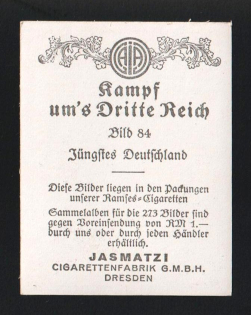 Kampf
um's Dritte Reich
Bild 84
Jüngstes Deutschland
Diese Bilder liegen in den Packungen
unserer Ramses-Cigaretten
Sammelalben für die 273 Bilder sind
gegen Voreinsendung von RM 1.—
durch uns oder durch jeden Händler
erhältlich.
JASMATZI
CIGARETTENFABRIK G.M.B.H.
DRESDEN